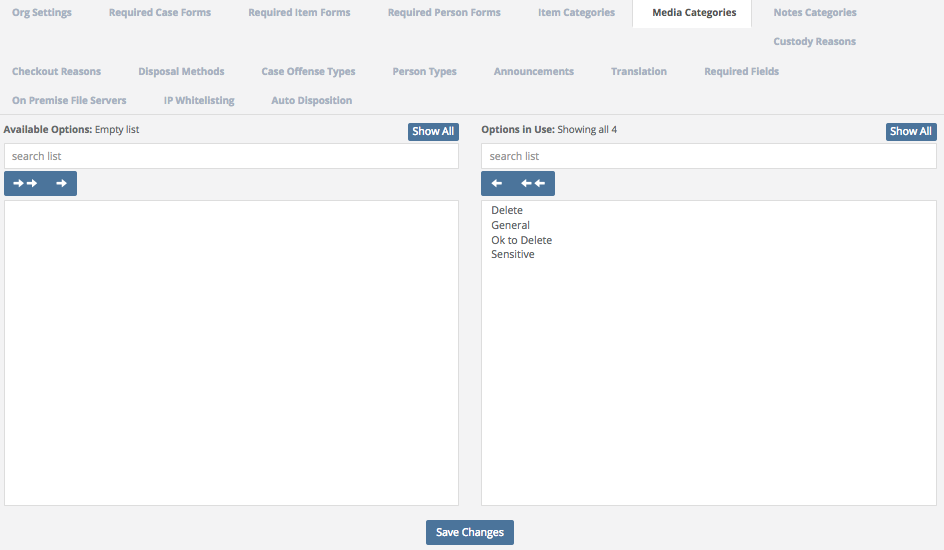 Org Settings Required Case Forms Required Item Forms Required Person Forms Item Categories Media Categories Notes Categories
Custody Reasons
Checkout Reasons Disposal Methods Case Offense Types Person Types Announcements Translation Required Fields
On Premise File Servers IP Whitelisting Auto Disposition
Available Options: Empty list Show All
search list
Options in Use: Showing all 4 Show All
search list
Delete
General
Ok to Delete
Sensitive
Save Changes